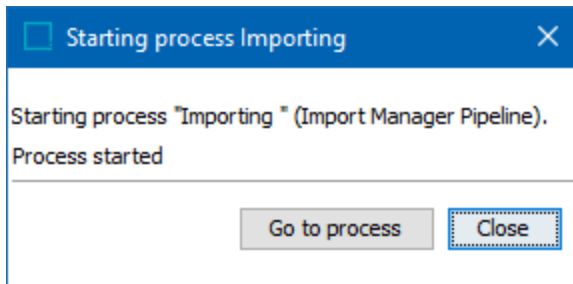 Starting process Importing
Starting process "Importing " (Import Manager Pipeline).
Process started
Go to process
Close